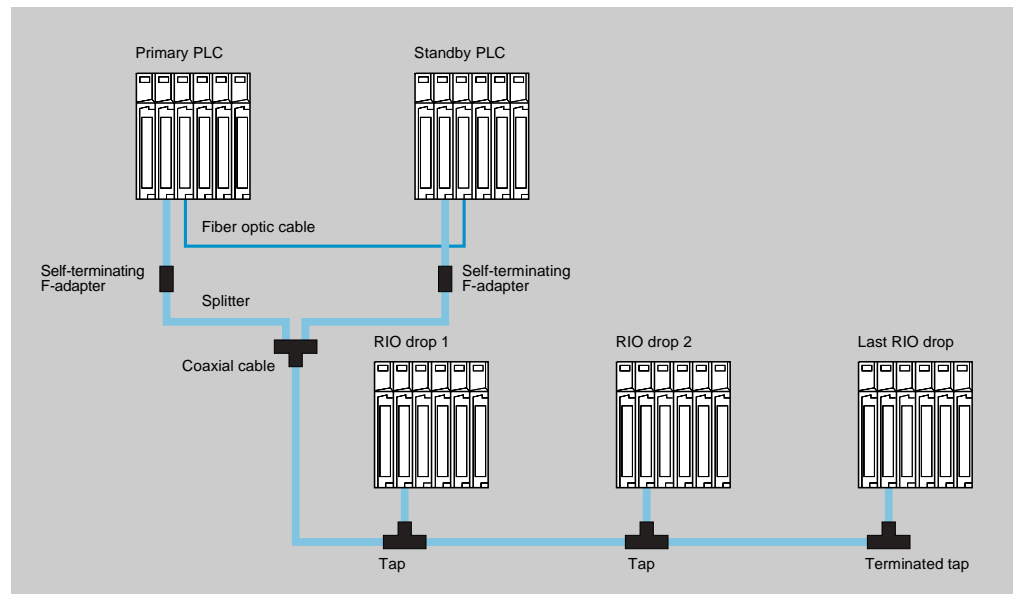 Primary PLC
Standby PLC
Fiber optic cable
Self-terminating
F-adapter
Self-terminating
F-adapter
Splitter
Coaxial cable
RIO drop 1
RIO drop 2
Last RIO drop
Tap
Tap
Terminated tap